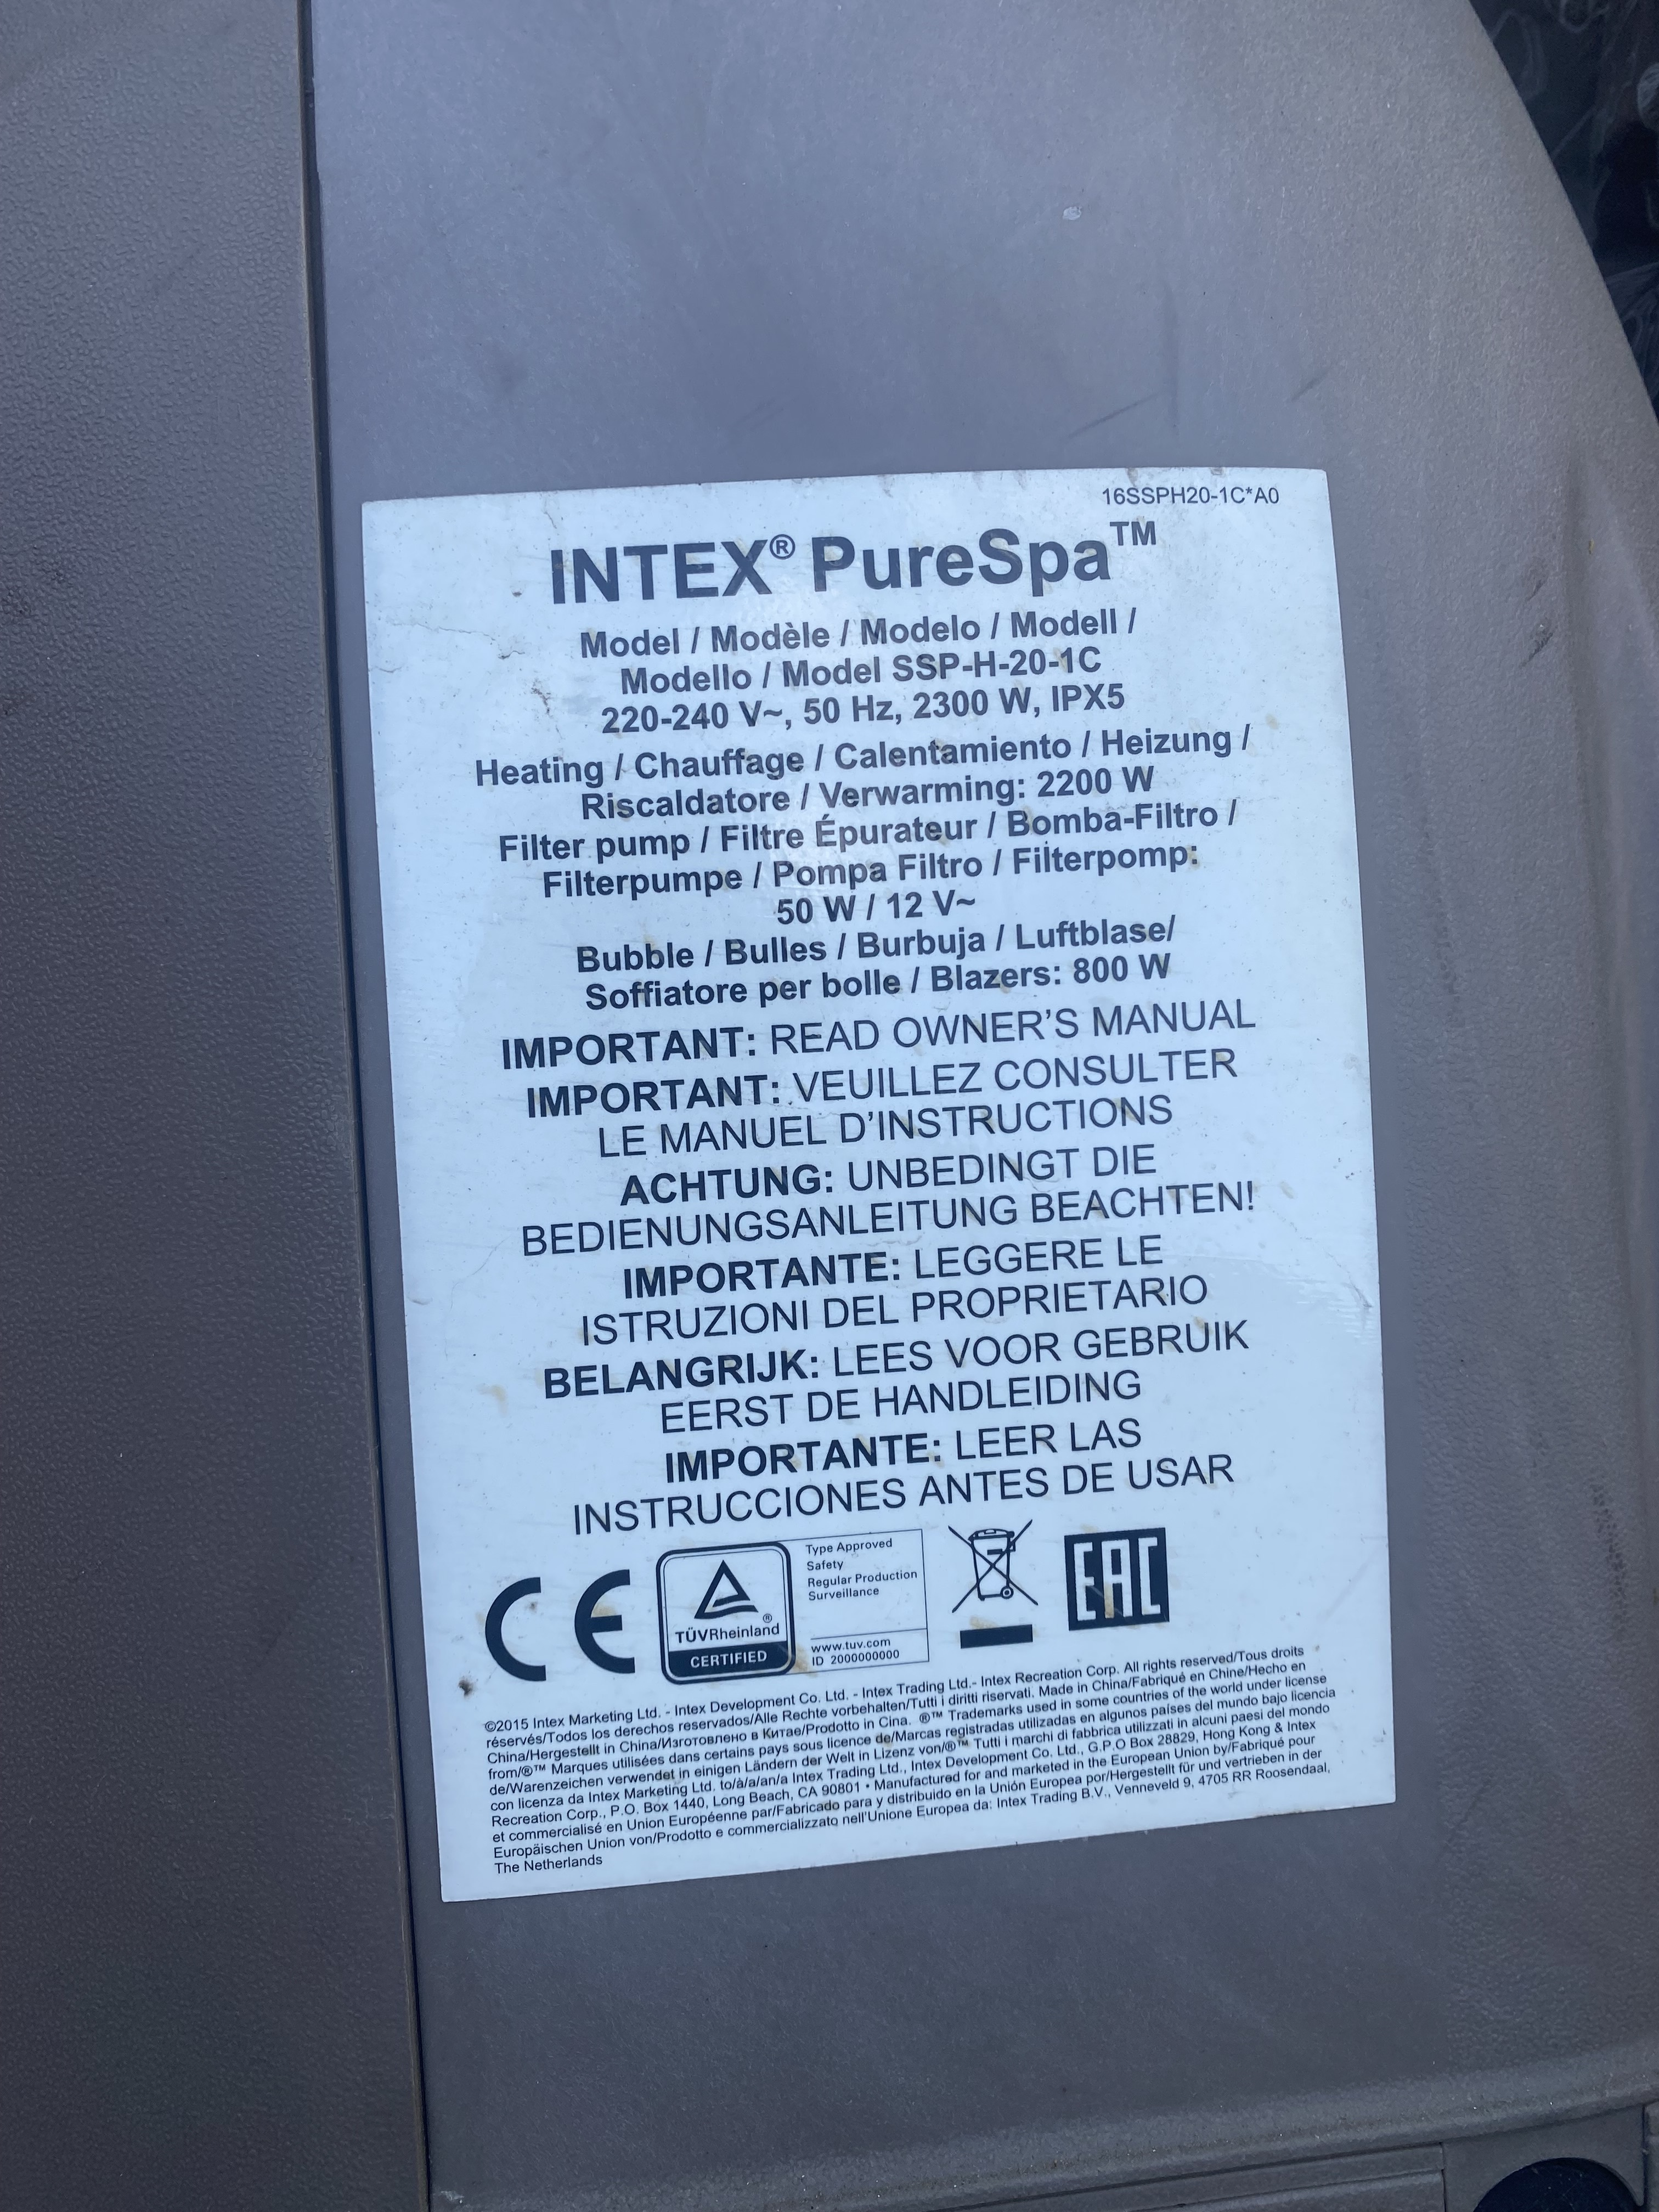 16SSPH20-1C*A0
INTEX® PureSpa™
Model / Modèle / Modelo / Modell /
Modello / Model SSP-H-20-1C
220-240 V~, 50 Hz, 2300 W, IPX5
Heating / Chauffage / Calentamiento / Heizung /
Riscaldatore / Verwarming: 2200 W
Filter pump / Filtre Épurateur / Bomba-Filtro /
Filterpumpe / Pompa Filtro / Filterpomp:
50 W / 12 V~
Bubble / Bulles / Burbuja / Luftblase/
Soffiatore per bolle / Blazers: 800 W
IMPORTANT: READ OWNER'S MANUAL
IMPORTANT: VEUILLEZ CONSULTER
LE MANUEL D'INSTRUCTIONS
ACHTUNG: UNBEDINGT DIE
BEDIENUNGSANLEITUNG BEACHTEN!
IMPORTANTE: LEGGERE LE
ISTRUZIONI DEL PROPRIETARIO
BELANGRIJK: LEES VOOR GEBRUIK
EERST DE HANDLEIDING
IMPORTANTE: LEER LAS
INSTRUCCIONES ANTES DE USAR
CE
TÜVRheinland ®
CERTIFIED
Type Approved
Safety
Regular Production
Surveillance
www.tuv.com
ID 2000000000
EAC
©2015 Intex Marketing Ltd. - Intex Development Co. Ltd. - Intex Trading Ltd.- Intex Recreation Corp. All rights reserved/Tous droits
réservés/Todos los derechos reservados/Alle Rechte vorbehalten/Tutti i diritti riservati. Made in China/Fabriqué en Chine/Hecho en
China/Hergestellt in China/Изготовлено в Китае/Prodotto in Cina. ®™ Trademarks used in some countries of the world under license
from/®™ Marques utilisées dans certains pays sous licence de/Marcas registradas utilizadas en algunos países del mundo bajo licencia
de/Warenzeichen verwendet in einigen Ländern der Welt in Lizenz von/®™ Tutti i marchi di fabbrica utilizzati in alcuni paesi del mondo
con licenza da Intex Marketing Ltd. to/à/a/an/a Intex Trading Ltd., Intex Development Co. Ltd., G.P.O Box 28829, Hong Kong & Intex
Recreation Corp., P.O. Box 1440, Long Beach, CA 90801 • Manufactured for and marketed in the European Union by/Fabriqué pour
et commercialisé en Union Européenne par/Fabricado para y distribuido en la Unión Europea por/Hergestellt für und vertrieben in der
Europäischen Union von/Prodotto e commercializzato nell'Unione Europea da: Intex Trading B.V., Venneveld 9, 4705 RR Roosendaal,
The Netherlands